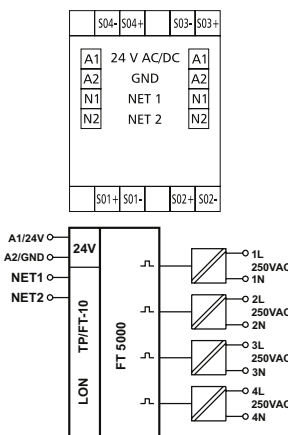 S04- S04+ S03- S03+
A1 24 V AC/DC A1
A2 GND A2
N1 NET 1 N1
N2 NET 2 N2
S01+ S01- S02+ S02-
A1/24V
A2/GND
NET1
NET2
24V
LON TP/FT-10
FT 5000
1L
250VAC
1N
2L
250VAC
2N
3L
250VAC
3N
4L
250VAC
4N